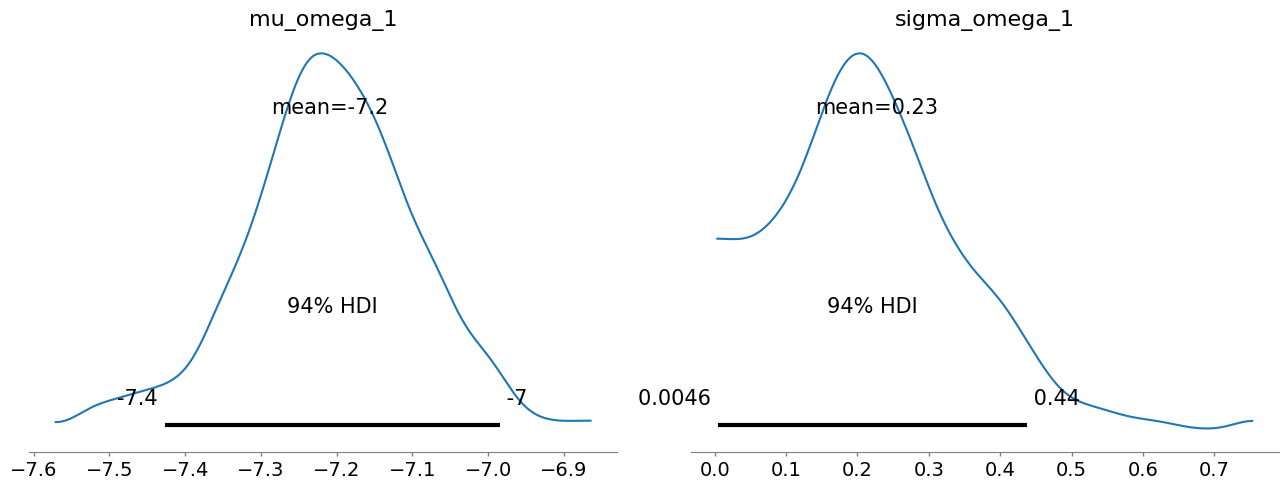 mu_omega_1
mean=-7.2
94% HDI
-7.4
-7
−7.6 −7.5 −7.4 −7.3 −7.2 −7.1 −7.0 −6.9
sigma_omega_1
mean=0.23
94% HDI
0.0046
0.44
0.0 0.1 0.2 0.3 0.4 0.5 0.6 0.7